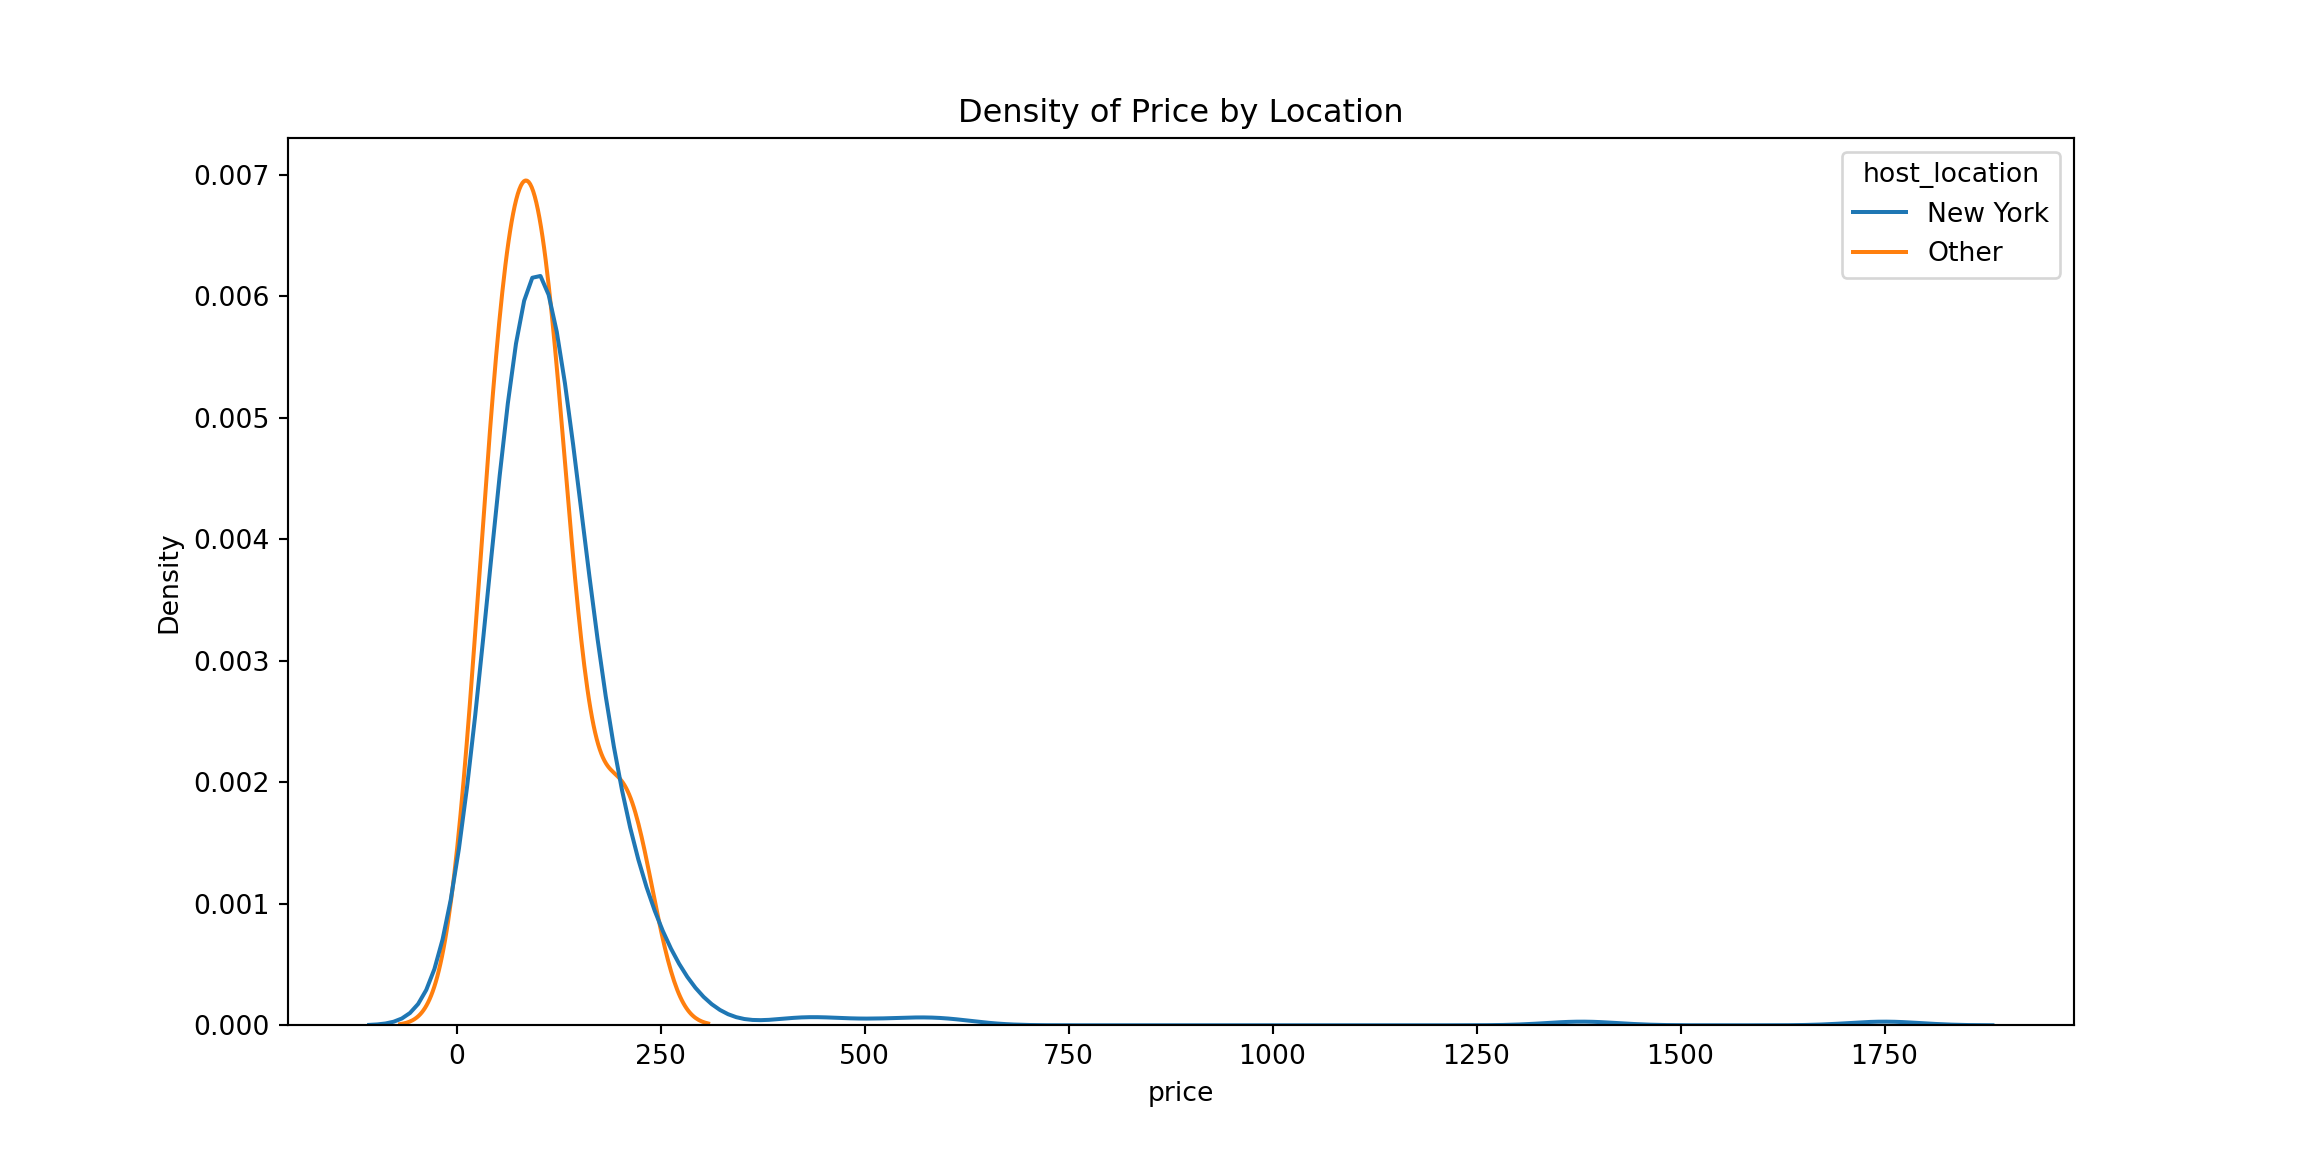 Density of Price by Location
host_location
New York
Other
Density
0.007
0.006
0.005
0.004
0.003
0.002
0.001
0.000
0 250 500 750 1000 1250 1500 1750
price